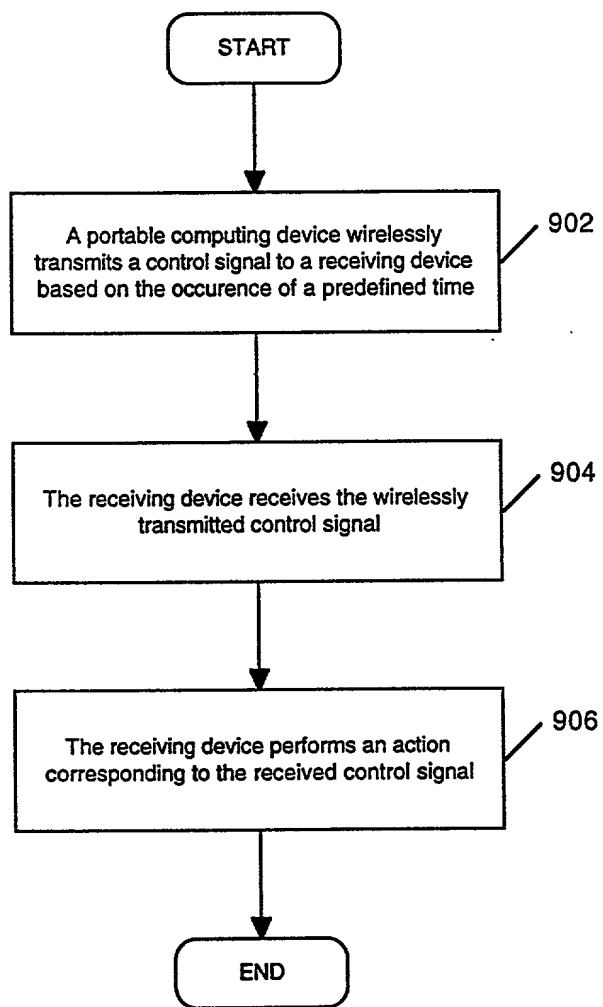 START
A portable computing device wirelessly
transmits a control signal to a receiving device
based on the occurence of a predefined time
902
The receiving device receives the wirelessly
transmitted control signal
904
The receiving device performs an action
corresponding to the received control signal
906
END